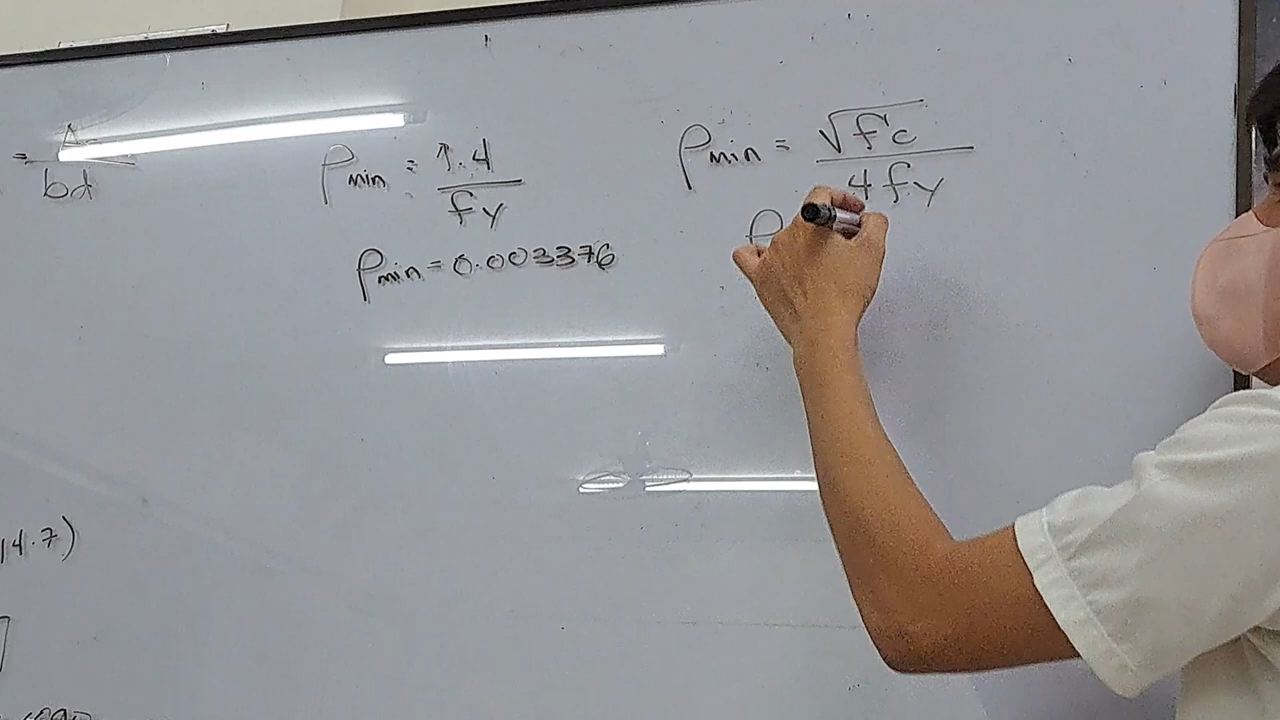 = A / bd
ρmin = 1.4 / fy
ρmin = 0.003376
ρmin = √f'c / 4fy
ρ
14.7)